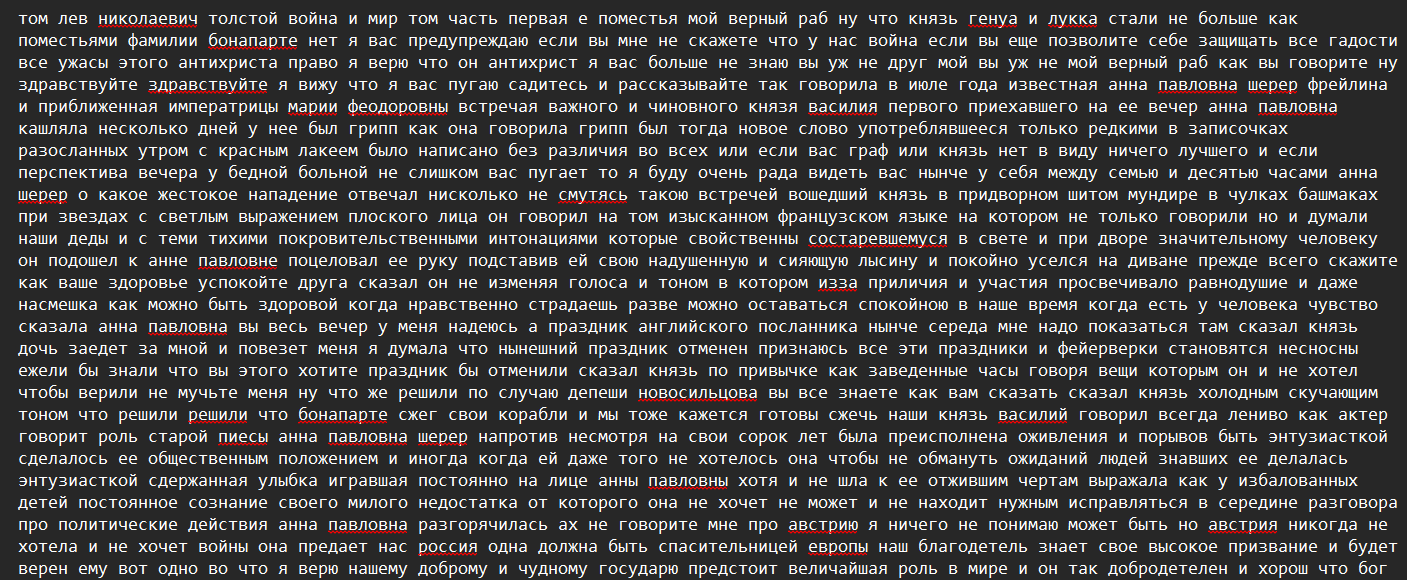 том лев николаевич толстой война и мир том часть первая е поместья мой верный раб ну что князь генуа и лукка стали не больше как
поместьями фамилии бонапарте нет я вас предупреждаю если вы мне не скажете что у нас война если вы еще позволите себе защищать все гадости
все ужасы этого антихриста право я верю что он антихрист я вас больше не знаю вы уж не друг мой вы уж не мой верный раб как вы говорите ну
здравствуйте здравствуйте я вижу что я вас пугаю садитесь и рассказывайте так говорила в июле года известная анна павловна шерер фрейлина
и приближенная императрицы марии феодоровны встречая важного и чиновного князя василия первого приехавшего на ее вечер анна павловна
кашляла несколько дней у нее был грипп как она говорила грипп был тогда новое слово употреблявшееся только редкими в записочках
разосланных утром с красным лакеем было написано без различия во всех или если вас граф или князь нет в виду ничего лучшего и если
перспектива вечера у бедной больной не слишком вас пугает то я буду очень рада видеть вас нынче у себя между семью и десятью часами анна
шерер о какое жестокое нападение отвечал нисколько не смутясь такою встречей вошедший князь в придворном шитом мундире в чулках башмаках
при звездах с светлым выражением плоского лица он говорил на том изысканном французском языке на котором не только говорили но и думали
наши деды и с теми тихими покровительственными интонациями которые свойственны состаревшемуся в свете и при дворе значительному человеку
он подошел к анне павловне поцеловал ее руку подставив ей свою надушенную и сияющую лысину и покойно уселся на диване прежде всего скажите
как ваше здоровье успокойте друга сказал он не изменяя голоса и тоном в котором изза приличия и участия просвечивало равнодушие и даже
насмешка как можно быть здоровой когда нравственно страдаешь разве можно оставаться спокойною в наше время когда есть у человека чувство
сказала анна павловна вы весь вечер у меня надеюсь а праздник английского посланника нынче середа мне надо показаться там сказал князь
дочь заедет за мной и повезет меня я думала что нынешний праздник отменен признаюсь все эти праздники и фейерверки становятся несносны
ежели бы знали что вы этого хотите праздник бы отменили сказал князь по привычке как заведенные часы говоря вещи которым он и не хотел
чтобы верили не мучьте меня ну что же решили по случаю депеши новосильцова вы все знаете как вам сказать сказал князь холодным скучающим
тоном что решили решили что бонапарте сжег свои корабли и мы тоже кажется готовы сжечь наши князь василий говорил всегда лениво как актер
говорит роль старой пиесы анна павловна шерер напротив несмотря на свои сорок лет была преисполнена оживления и порывов быть энтузиасткой
сделалось ее общественным положением и иногда когда ей даже того не хотелось она чтобы не обмануть ожиданий людей знавших ее делалась
энтузиасткой сдержанная улыбка игравшая постоянно на лице анны павловны хотя и не шла к ее отжившим чертам выражала как у избалованных
детей постоянное сознание своего милого недостатка от которого она не хочет не может и не находит нужным исправляться в середине разговора
про политические действия анна павловна разгорячилась ах не говорите мне про австрию я ничего не понимаю может быть но австрия никогда не
хотела и не хочет войны она предает нас россия одна должна быть спасительницей европы наш благодетель знает свое высокое призвание и будет
верен ему вот одно во что я верю нашему доброму и чудному государю предстоит величайшая роль в мире и он так добродетелен и хорош что бог